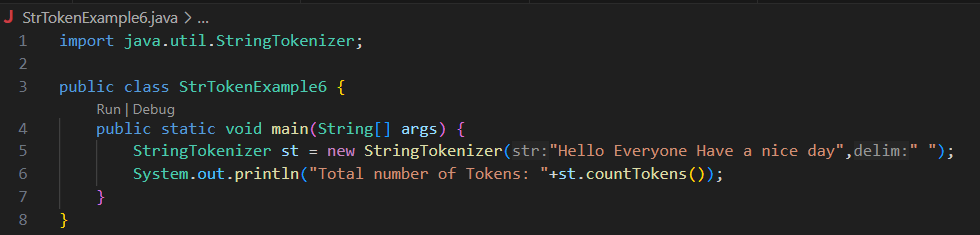 J StrTokenExample6.java > ...
1 import java.util.StringTokenizer;
2
3 public class StrTokenExample6 {
Run | Debug
4 public static void main(String[] args) {
5 StringTokenizer st = new StringTokenizer(str:"Hello Everyone Have a nice day",delim:" ");
6 System.out.println("Total number of Tokens: "+st.countTokens());
7 }
8 }